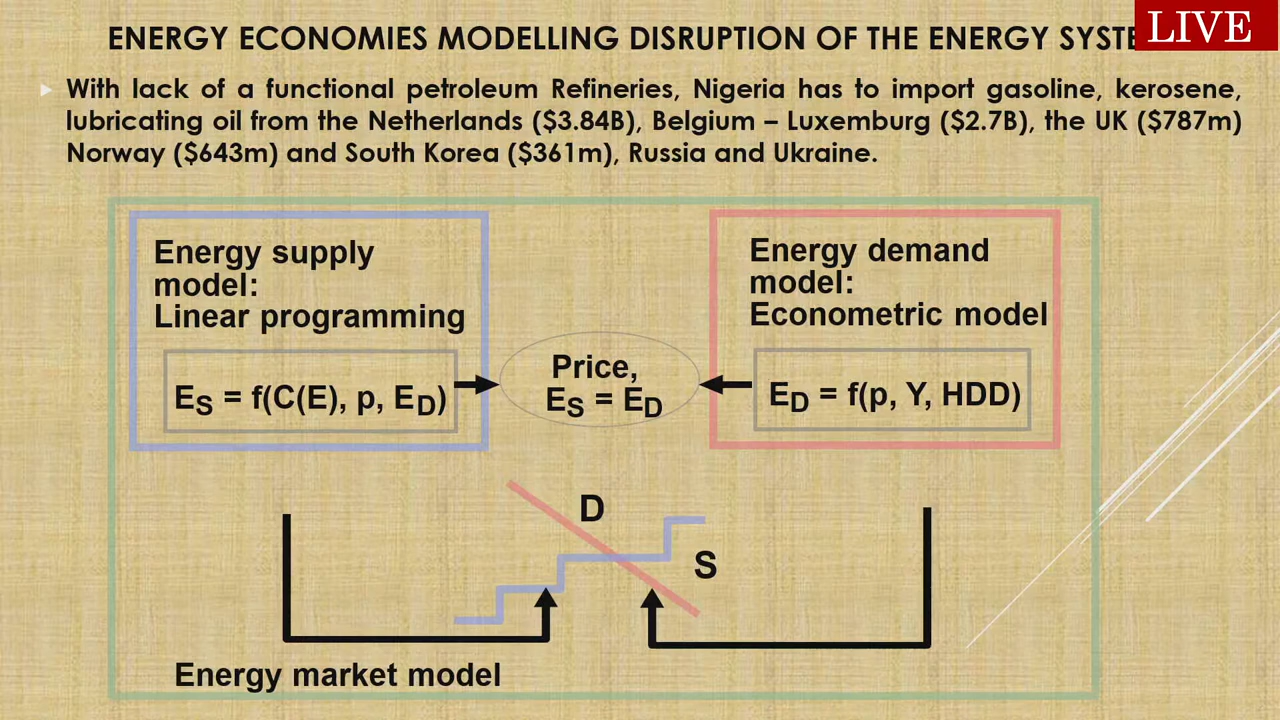 ENERGY ECONOMIES MODELLING DISRUPTION OF THE ENERGY
LIVE
With lack of a functional petroleum Refineries, Nigeria has to import gasoline, kerosene,
lubricating oil from the Netherlands ($3.84B), Belgium – Luxemburg ($2.7B), the UK ($787m)
Norway ($643m) and South Korea ($361m), Russia and Ukraine.
Energy supply
model:
Linear programming
ES = f(C(E), p, ED)
Price,
ES = ED
Energy demand
model:
Econometric model
ED = f(p, Y, HDD)
D
S
Energy market model